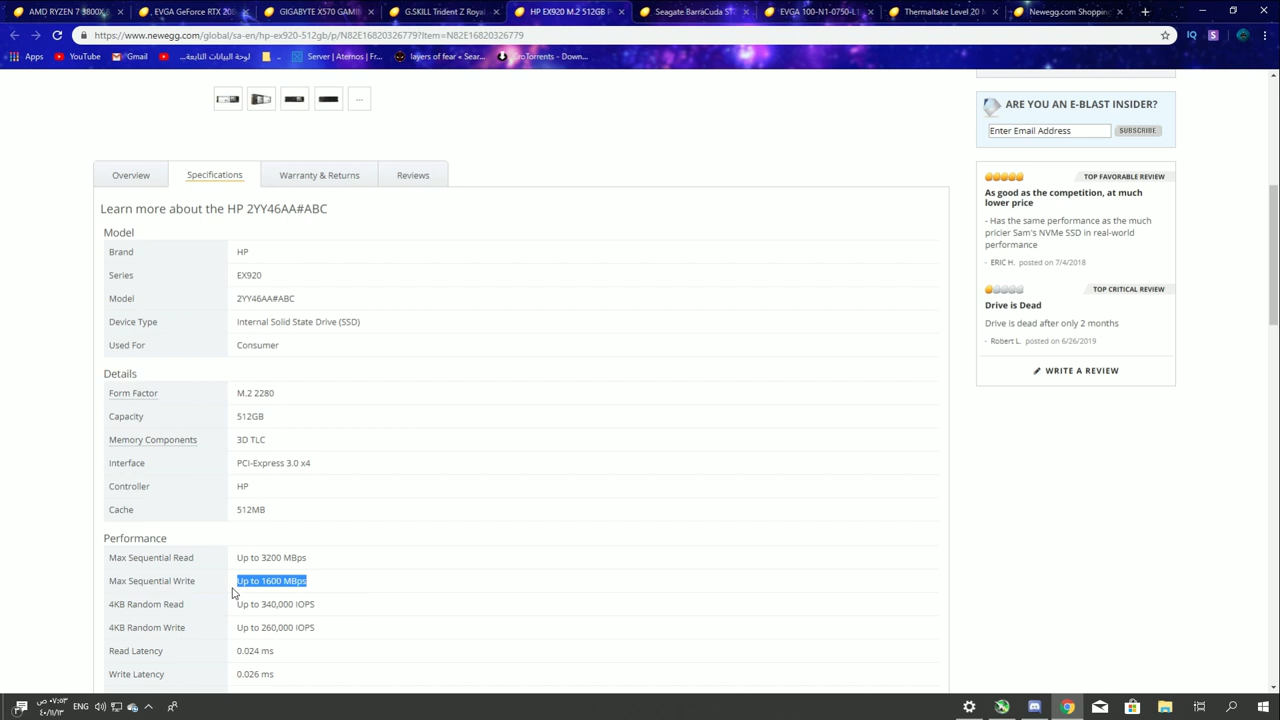 AMD RYZEN 7 3800X
EVGA GeForce RTX 208
GIGABYTE X570 GAMI
G.SKILL Trident Z Royal
HP EX920 M.2 512GB P
Seagate BarraCuda ST
EVGA 100-N1-0750-L1
Thermaltake Level 20 M
Newegg.com Shopping
https://www.newegg.com/global/sa-en/hp-ex920-512gb/p/N82E16820326779?Item=N82E16820326779
Apps
YouTube
Gmail
لوحة البيانات التابعة...
Server | Aternos | Fr...
layers of fear « Sear...
- Down...
ARE YOU AN E-BLAST INSIDER?
Enter Email Address
SUBSCRIBE
Overview
Specifications
Warranty & Returns
Reviews
Learn more about the HP 2YY46AA#ABC
Model
Brand HP
Series EX920
Model 2YY46AA#ABC
Device Type Internal Solid State Drive (SSD)
Used For Consumer
Details
Form Factor M.2 2280
Capacity 512GB
Memory Components 3D TLC
Interface PCI-Express 3.0 x4
Controller HP
Cache 512MB
Performance
Max Sequential Read Up to 3200 MBps
Max Sequential Write Up to 1600 MBps
4KB Random Read Up to 340,000 IOPS
4KB Random Write Up to 260,000 IOPS
Read Latency 0.024 ms
Write Latency 0.026 ms
TOP FAVORABLE REVIEW
As good as the competition, at much
lower price
- Has the same performance as the much
pricier Sam's NVMe SSD in real-world
performance
- ERIC H. posted on 7/4/2018
TOP CRITICAL REVIEW
Drive is Dead
Drive is dead after only 2 months
- Robert L. posted on 6/26/2019
WRITE A REVIEW
ENG